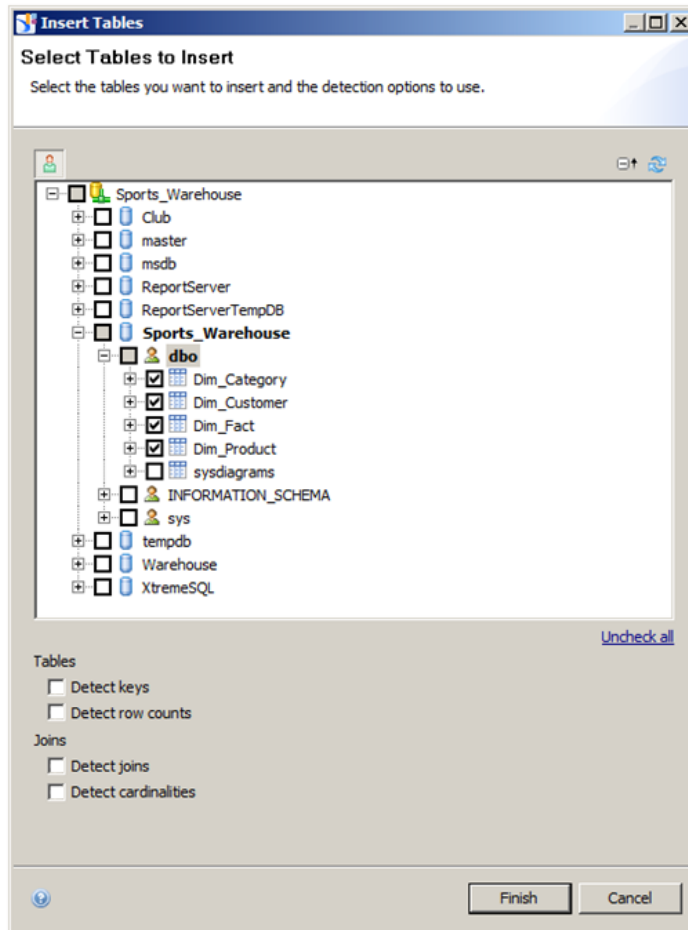 Insert Tables
Select Tables to Insert
Select the tables you want to insert and the detection options to use.
Sports_Warehouse
Club
master
msdb
ReportServer
ReportServerTempDB
Sports_Warehouse
dbo
Dim_Category
Dim_Customer
Dim_Fact
Dim_Product
sysdiagrams
INFORMATION_SCHEMA
sys
tempdb
Warehouse
XtremeSQL
Uncheck all
Tables
Detect keys
Detect row counts
Joins
Detect joins
Detect cardinalities
Finish Cancel